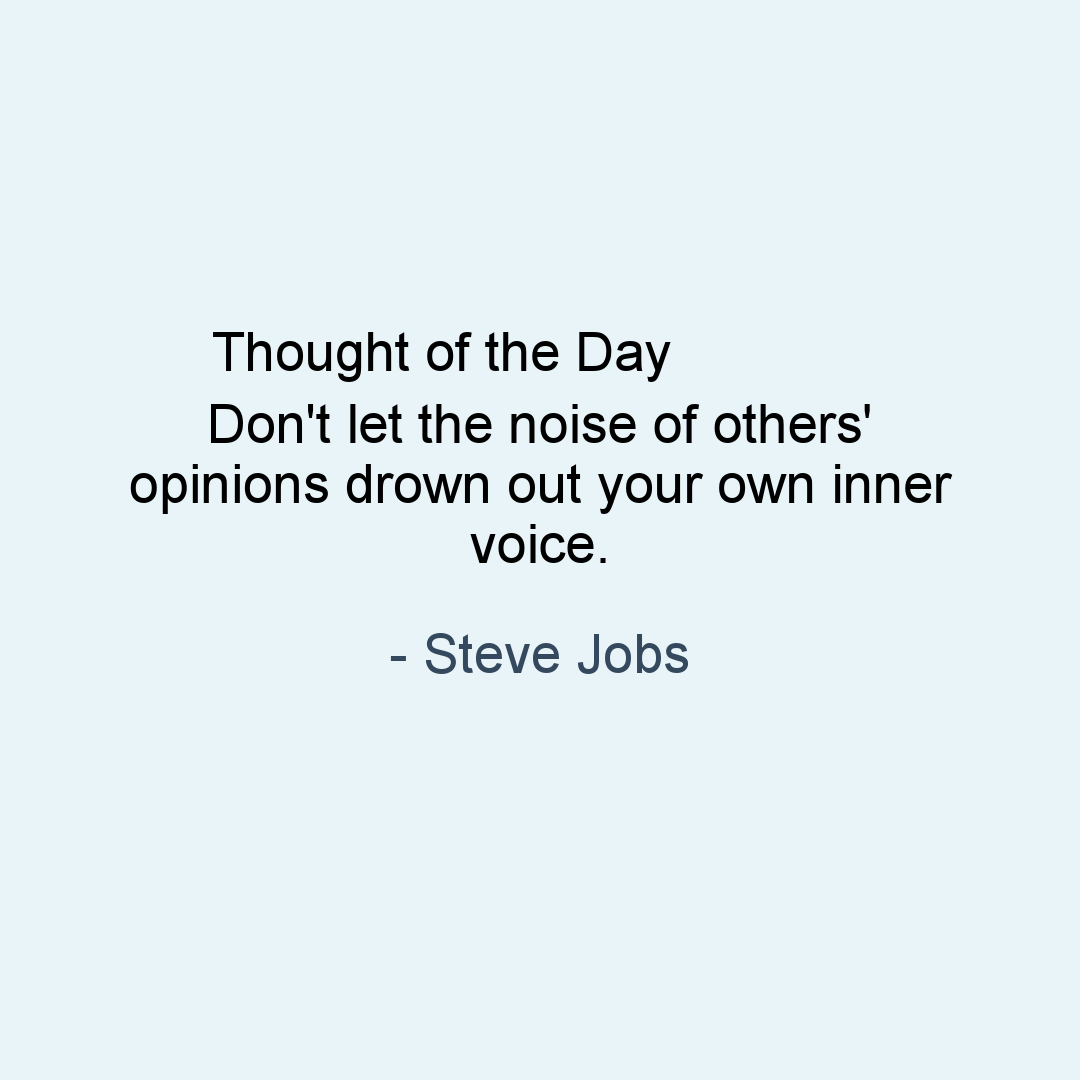 Thought of the Day
Don't let the noise of others'
opinions drown out your own inner
voice.
- Steve Jobs